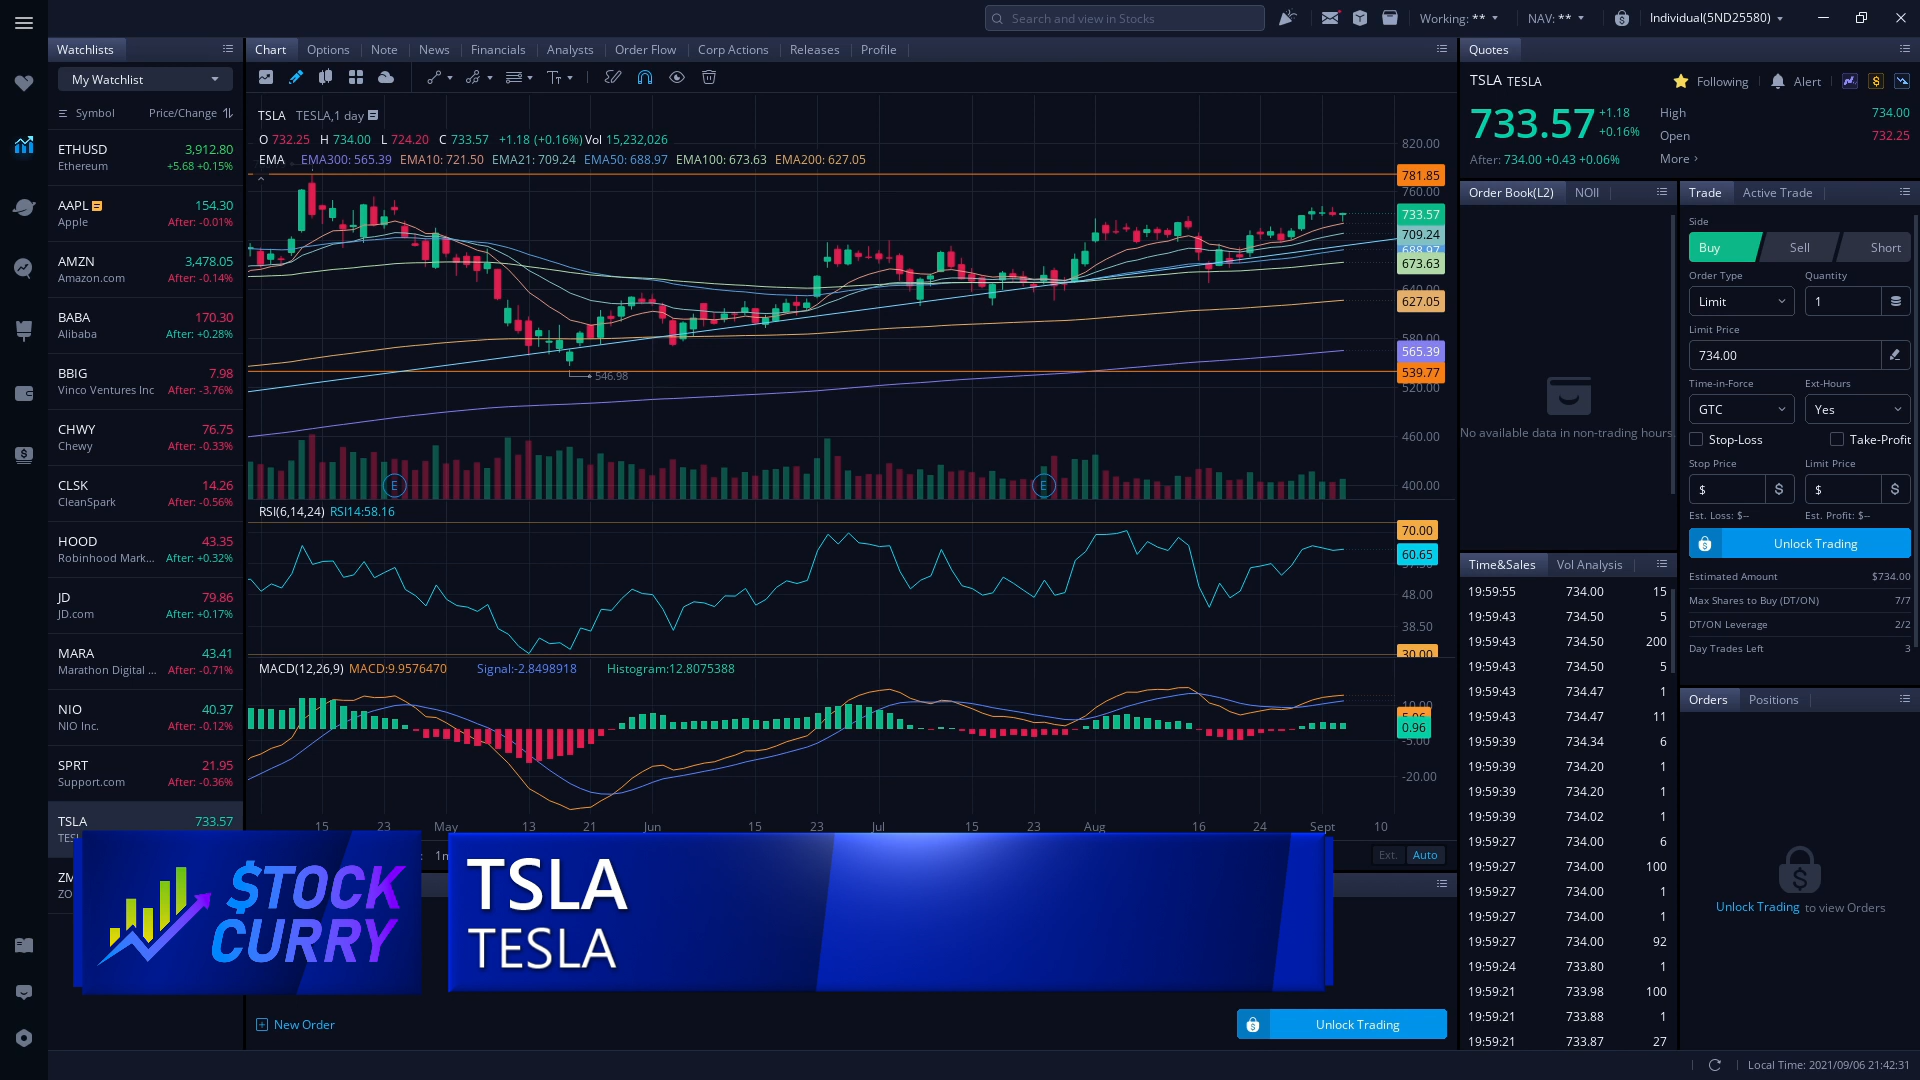 Search and view in Stocks
Working: **
NAV: **
Individual(5ND25580)
Watchlists
My Watchlist
Symbol Price/Change
ETHUSD 3,912.80
Ethereum +5.68 +0.15%
AAPL 154.30
Apple After: -0.01%
AMZN 3,478.05
Amazon.com After: -0.14%
BABA 170.30
Alibaba After: +0.28%
BBIG 7.98
Vinco Ventures Inc After: -3.76%
CHWY 76.75
Chewy After: -0.33%
CLSK 14.26
CleanSpark After: -0.56%
HOOD 43.35
Robinhood Mark... After: +0.32%
JD 79.86
JD.com After: +0.17%
MARA 43.41
Marathon Digital ... After: -0.71%
NIO 40.37
NIO Inc. After: -0.12%
SPRT 21.95
Support.com After: -0.36%
TSLA 733.57
Chart Options Note News Financials Analysts Order Flow Corp Actions Releases Profile
TSLA TESLA,1 day
O 732.25 H 734.00 L 724.20 C 733.57 +1.18 (+0.16%) Vol 15,232,026
EMA EMA300: 565.39 EMA10: 721.50 EMA21: 709.24 EMA50: 688.97 EMA100: 673.63 EMA200: 627.05
820.00
781.85
760.00
733.57
709.24
688.97
673.63
640.00
627.05
580.00
565.39
539.77
520.00
460.00
400.00
546.98
E E
RSI(6,14,24) RSI14:58.16
70.00
60.65
48.00
38.50
30.00
MACD(12,26,9) MACD:9.9576470 Signal:-2.8498918 Histogram:12.8075388
10.00
0.96
-5.00
-20.00
15 23 May 13 21 Jun 15 23 Jul 15 23 Aug 16 24 Sept 10
Ext. Auto
$TOCK
CURRY
TSLA
TESLA
New Order
Unlock Trading
Quotes
TSLA TESLA
Following Alert
733.57 +1.18
+0.16%
After: 734.00 +0.43 +0.06%
High 734.00
Open 732.25
More
Order Book(L2) NOII
No available data in non-trading hours
Time&Sales Vol Analysis
19:59:55 734.00 15
19:59:43 734.50 5
19:59:43 734.50 200
19:59:43 734.50 5
19:59:43 734.47 1
19:59:43 734.47 11
19:59:39 734.34 6
19:59:39 734.20 1
19:59:39 734.20 1
19:59:39 734.02 1
19:59:27 734.00 6
19:59:27 734.00 100
19:59:27 734.00 1
19:59:27 734.00 1
19:59:27 734.00 92
19:59:24 733.80 1
19:59:21 733.98 100
19:59:21 733.88 1
19:59:21 733.87 27
Trade Active Trade
Side
Buy Sell Short
Order Type Quantity
Limit 1
Limit Price
734.00
Time-in-Force Ext-Hours
GTC Yes
Stop-Loss Take-Profit
Stop Price Limit Price
$ $ $ $
Est. Loss: $-- Est. Profit: $--
Unlock Trading
Estimated Amount $734.00
Max Shares to Buy (DT/ON) 7/7
DT/ON Leverage 2/2
Day Trades Left 3
Orders Positions
Unlock Trading to view Orders
Local Time: 2021/09/06 21:42:31